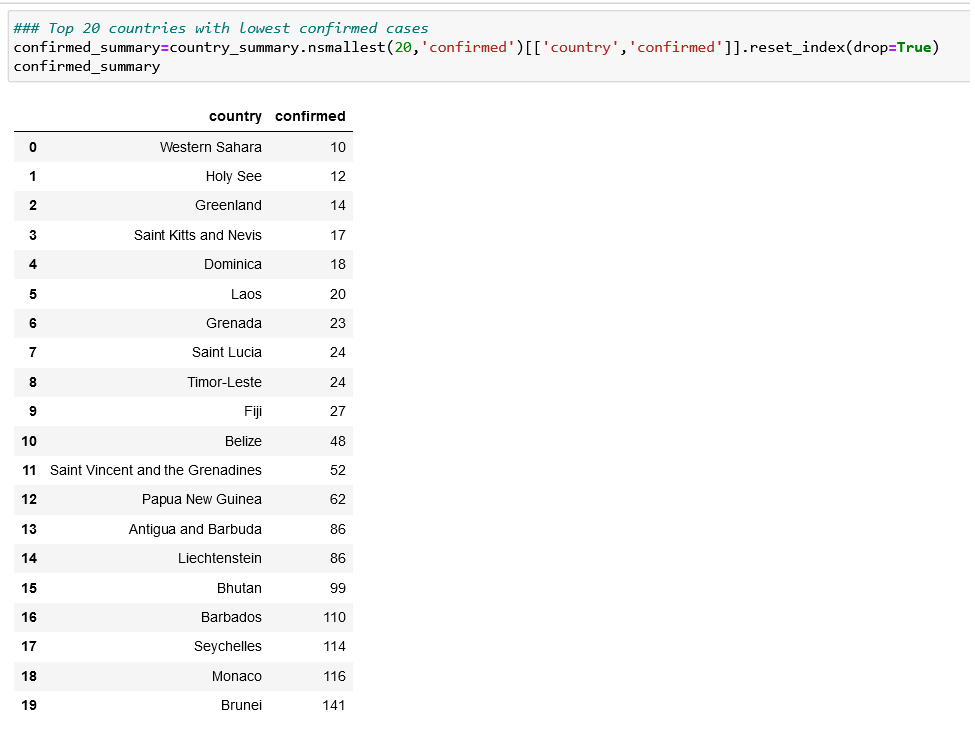 ### Top 20 countries with lowest confirmed cases
confirmed_summary=country_summary.nsmallest(20,'confirmed')[['country','confirmed']].reset_index(drop=True)
confirmed_summary
country confirmed
0 Western Sahara 10
1 Holy See 12
2 Greenland 14
3 Saint Kitts and Nevis 17
4 Dominica 18
5 Laos 20
6 Grenada 23
7 Saint Lucia 24
8 Timor-Leste 24
9 Fiji 27
10 Belize 48
11 Saint Vincent and the Grenadines 52
12 Papua New Guinea 62
13 Antigua and Barbuda 86
14 Liechtenstein 86
15 Bhutan 99
16 Barbados 110
17 Seychelles 114
18 Monaco 116
19 Brunei 141